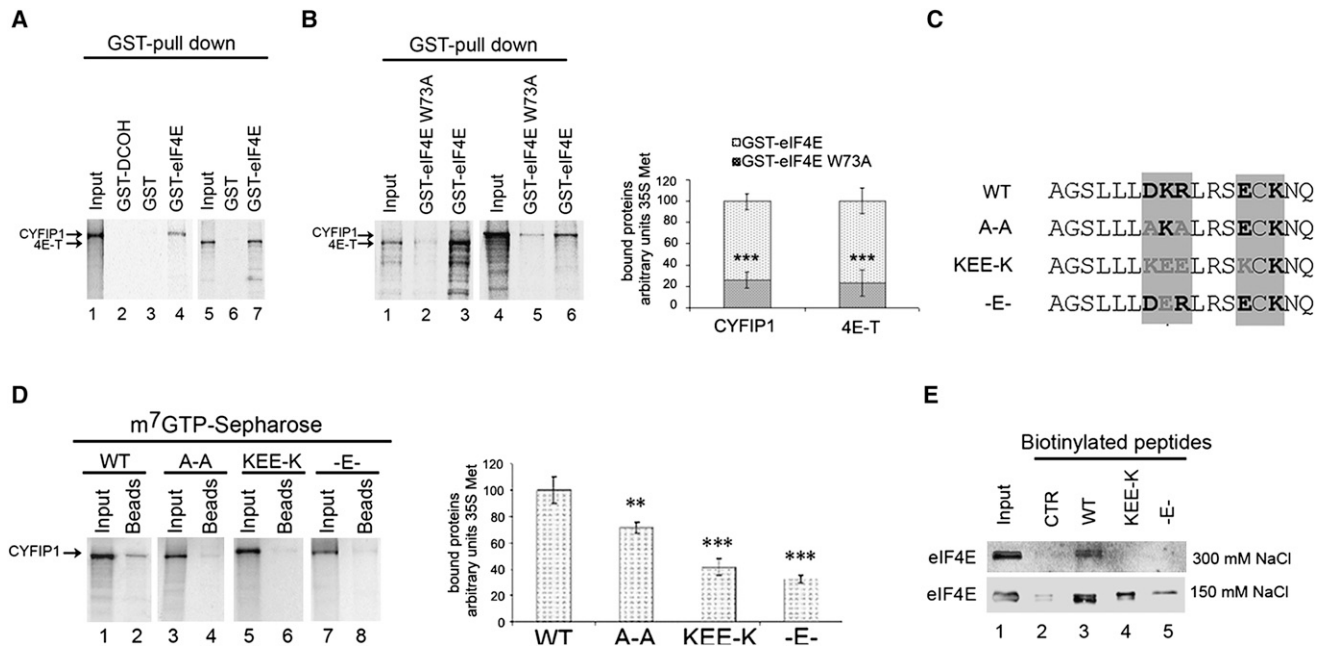 A
GST-pull down
Input
GST-DCOH
GST
GST-eIF4E
Input
GST
GST-eIF4E
CYFIP1
4E-T
1 2 3 4 5 6 7
B
GST-pull down
Input
GST-eIF4E W73A
GST-eIF4E
Input
GST-eIF4E W73A
GST-eIF4E
CYFIP1
4E-T
1 2 3 4 5 6
GST-eIF4E
GST-eIF4E W73A
bound proteins
arbitrary units 35S Met
120
100
80
60
40
20
0
*** ***
CYFIP1 4E-T
C
WT AGSLLLDKRLRSECKNQ
A-A AGSLLLAKALRSECKNQ
KEE-K AGSLLLKEELRSKCKNQ
-E- AGSLLLDERLRSECKNQ
D
m7GTP-Sepharose
WT A-A KEE-K -E-
Input Beads Input Beads Input Beads Input Beads
CYFIP1
1 2 3 4 5 6 7 8
bound proteins
arbitrary units 35S Met
120
100
80
60
40
20
0
** *** ***
WT A-A KEE-K -E-
E
Biotinylated peptides
Input CTR WT KEE-K -E-
eIF4E 300 mM NaCl
eIF4E 150 mM NaCl
1 2 3 4 5